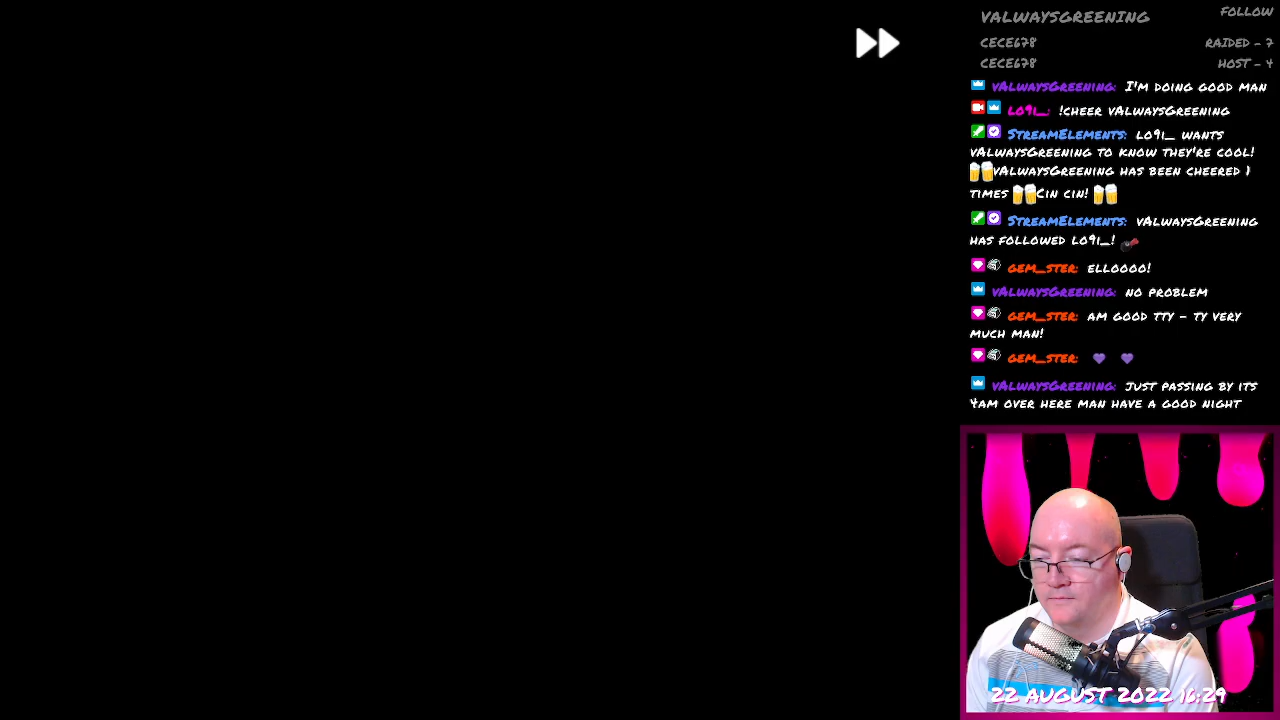 VALWAYSGREENING FOLLOW
CECE678 RAIDED - 7
CECE678 HOST - 4
vAlwaysGreening: I'm doing good man
lo9i_: !cheer vAlwaysGreening
StreamElements: lo9i_ wants
vAlwaysGreening to know they're cool!
vAlwaysGreening has been cheered 1
times Cin cin!
StreamElements: vAlwaysGreening
has followed lo9i_!
gem_ster: elloooo!
vAlwaysGreening: no problem
gem_ster: am good tty - ty very
much man!
gem_ster:
vAlwaysGreening: just passing by its
4am over here man have a good night
22 AUGUST 2022 16:29